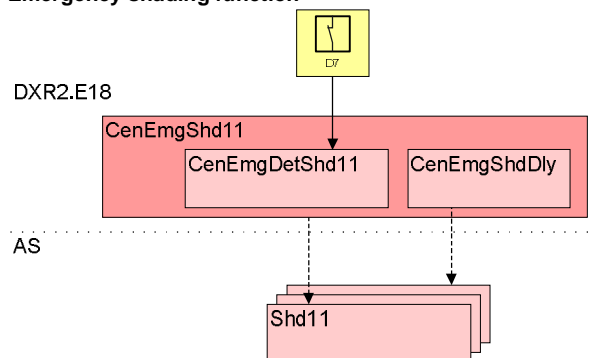 Emergency shading function
D7
DXR2.E18
CenEmgShd11
CenEmgDetShd11
CenEmgShdDly
AS
Shd11